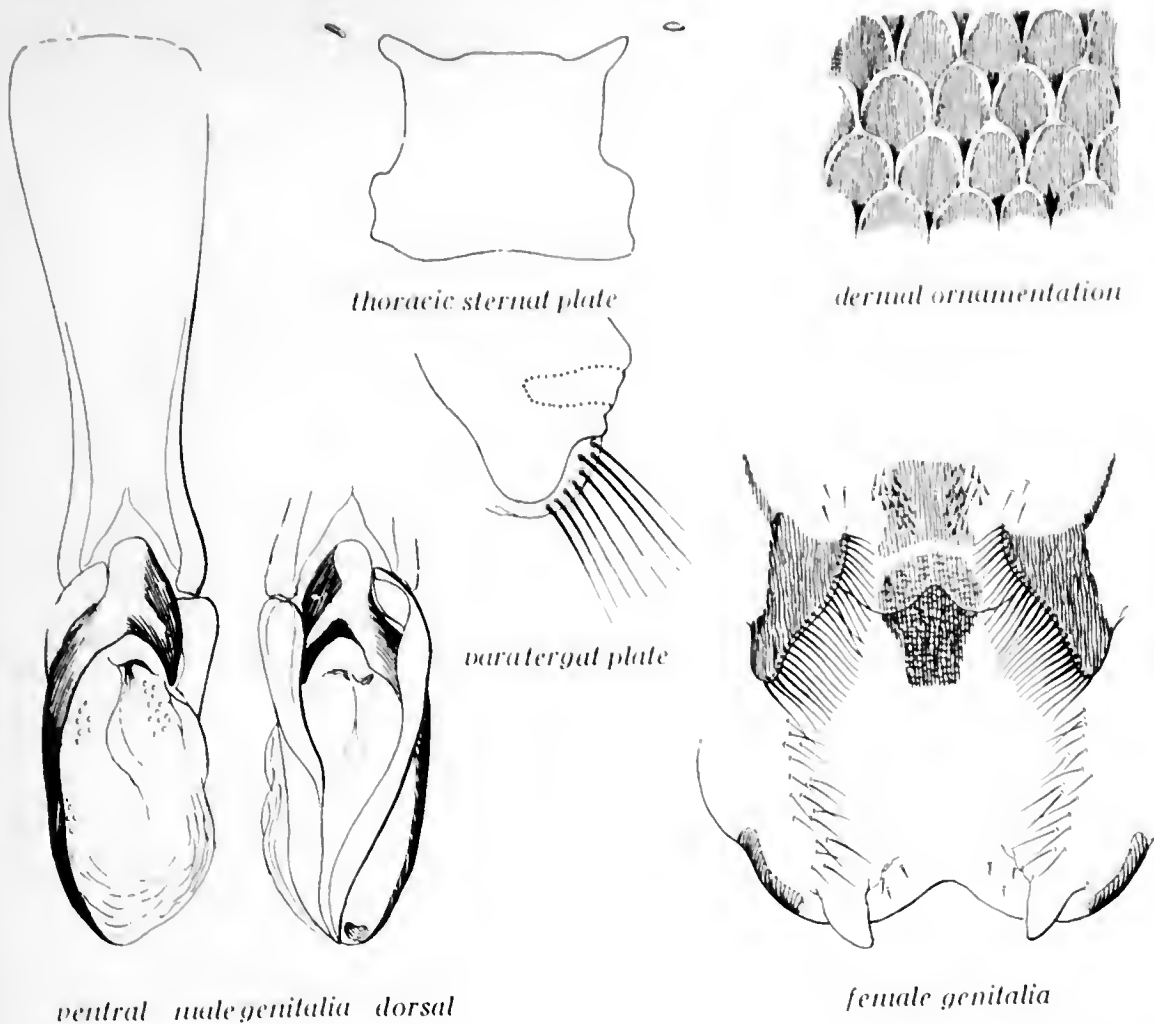 thoracic sternal plate
dermal ornamentation
paratergal plate
ventral male genitalia dorsal
female genitalia